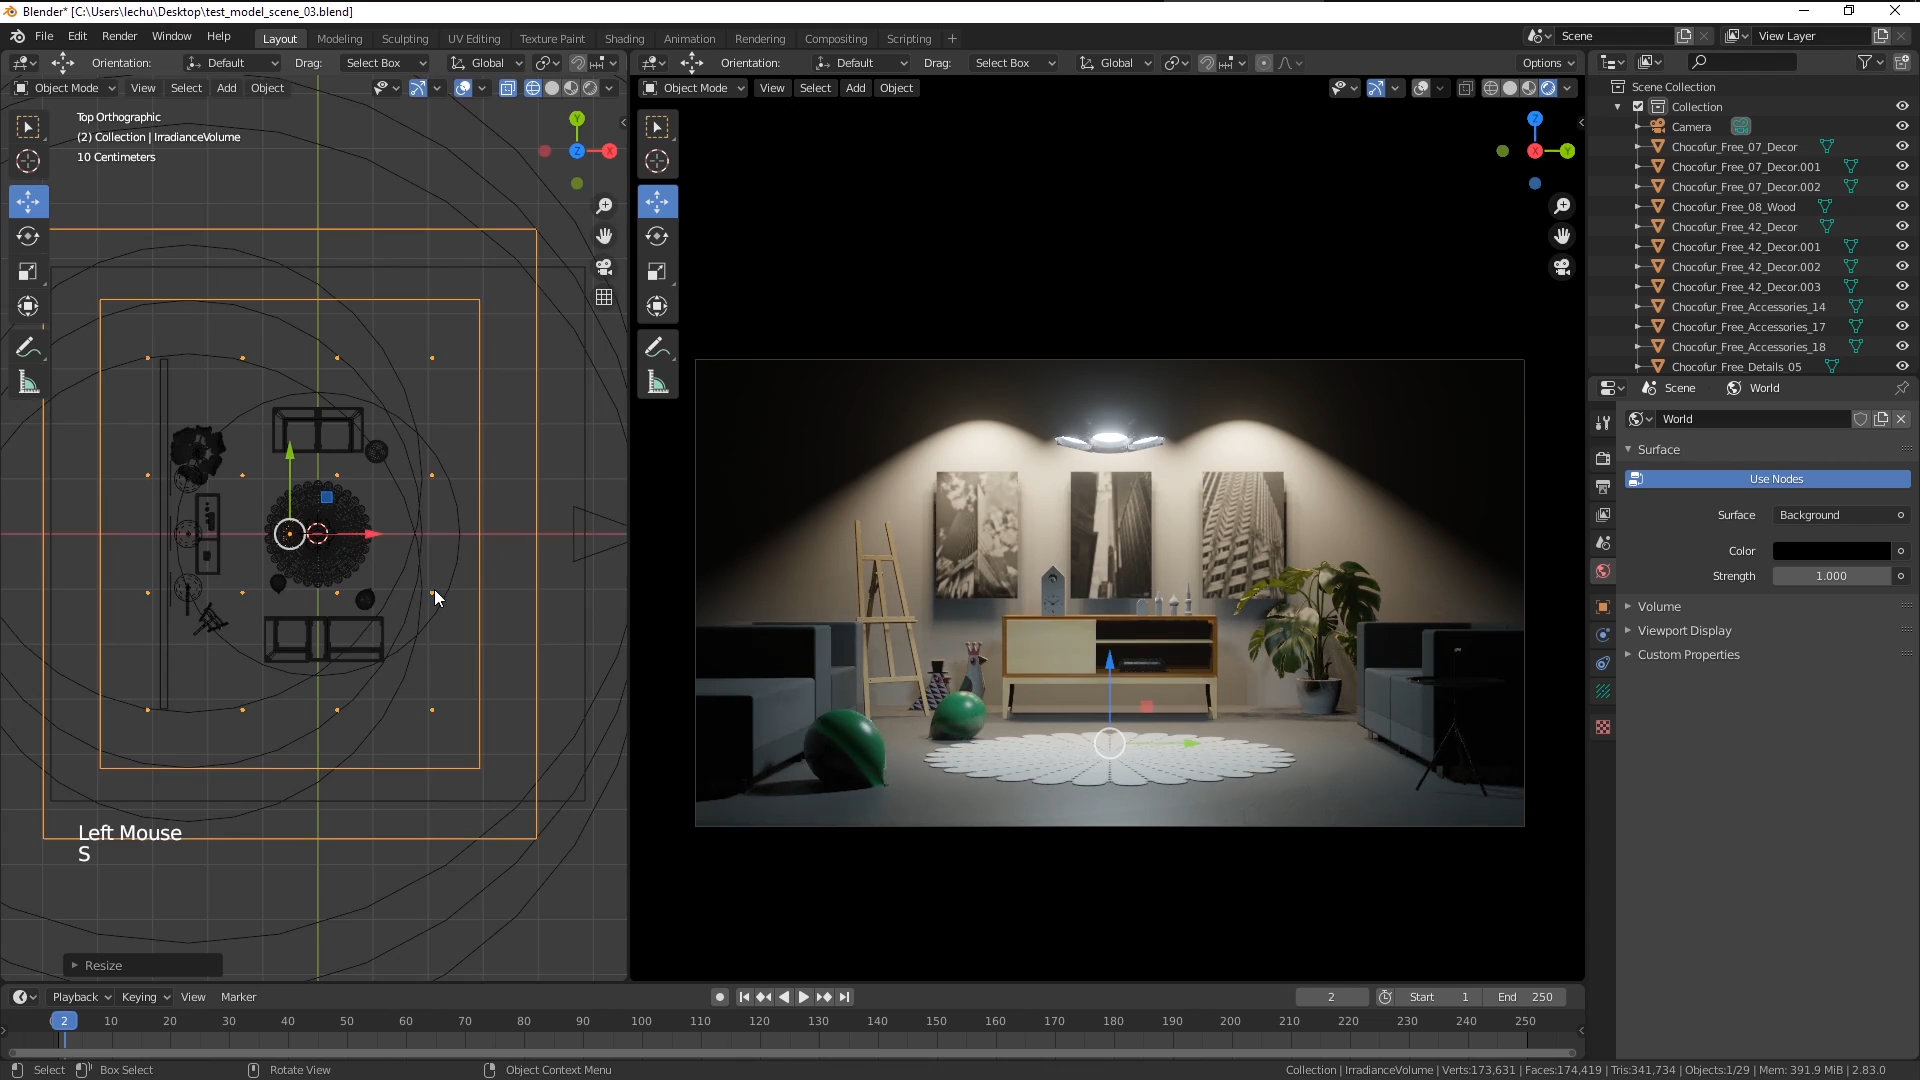 Blender* [C:\Users\lechu\Desktop\test_model_scene_03.blend]
File Edit Render Window Help Layout Modeling Sculpting UV Editing Texture Paint Shading Animation Rendering Compositing Scripting + Scene View Layer
Orientation: Default Drag: Select Box Global Orientation: Default Drag: Select Box Global Options
Object Mode View Select Add Object Object Mode View Select Add Object
Top Orthographic
(2) Collection | IrradianceVolume
10 Centimeters
Y
Z
X
Z
X
Y
Left Mouse
S
Resize
Scene Collection
Collection
Camera
Chocofur_Free_07_Decor
Chocofur_Free_07_Decor.001
Chocofur_Free_07_Decor.002
Chocofur_Free_08_Wood
Chocofur_Free_42_Decor
Chocofur_Free_42_Decor.001
Chocofur_Free_42_Decor.002
Chocofur_Free_42_Decor.003
Chocofur_Free_Accessories_14
Chocofur_Free_Accessories_17
Chocofur_Free_Accessories_18
Chocofur_Free_Details_05
Scene World
World
Surface
Use Nodes
Surface Background
Color
Strength 1.000
Volume
Viewport Display
Custom Properties
Playback Keying View Marker 2 Start 1 End 250
2 10 20 30 40 50 60 70 80 90 100 110 120 130 140 150 160 170 180 190 200 210 220 230 240 250
Select Box Select Rotate View Object Context Menu Collection | IrradianceVolume | Verts:173,631 | Faces:174,419 | Tris:341,734 | Objects:1/29 | Mem: 391.9 MiB | 2.83.0